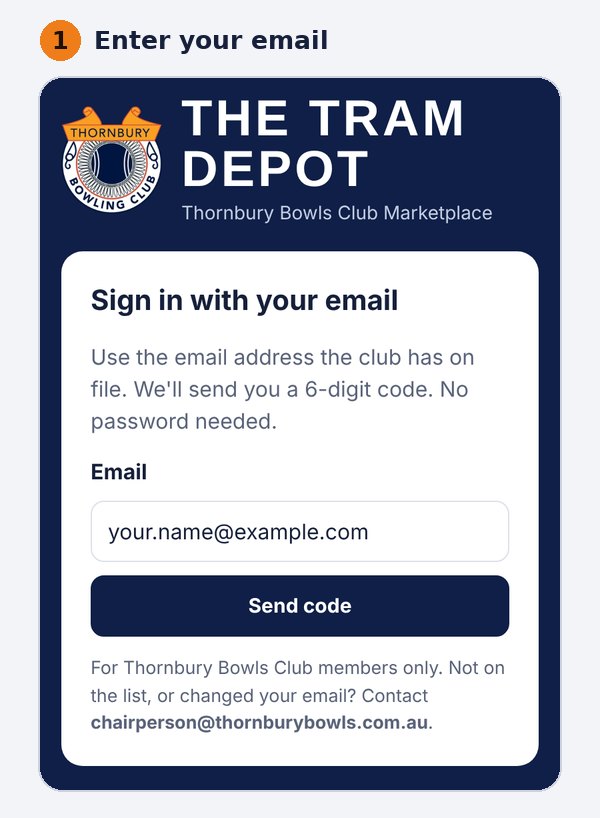 1 Enter your email
THORNBURY
BOWLING CLUB
THE TRAM
DEPOT
Thornbury Bowls Club Marketplace
Sign in with your email
Use the email address the club has on
file. We'll send you a 6-digit code. No
password needed.
Email
your.name@example.com
Send code
For Thornbury Bowls Club members only. Not on
the list, or changed your email? Contact
chairperson@thornburybowls.com.au.